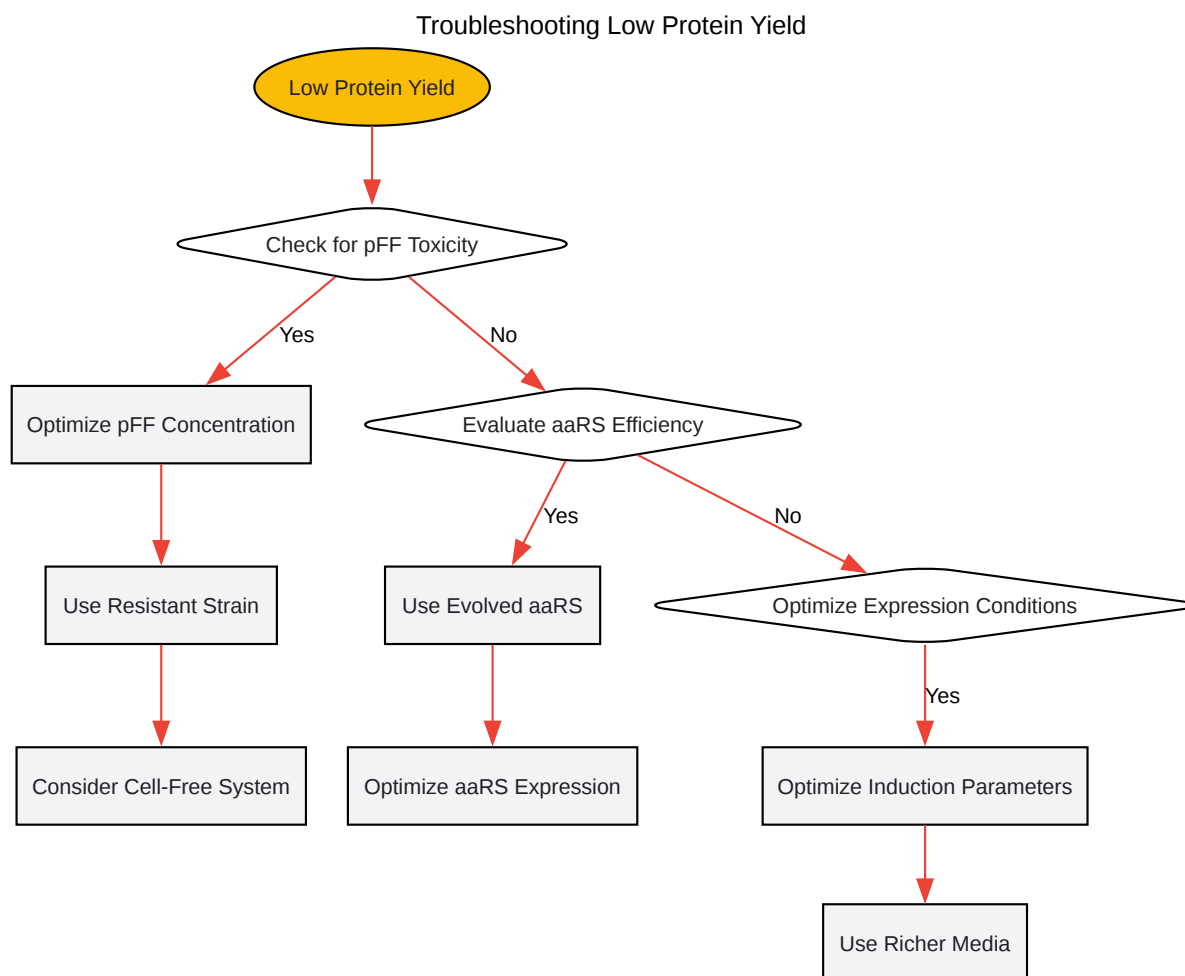 Troubleshooting Low Protein Yield
Low Protein Yield
Check for pFF Toxicity
Yes
No
Optimize pFF Concentration
Evaluate aaRS Efficiency
Yes
No
Use Resistant Strain
Use Evolved aaRS
Optimize Expression Conditions
Yes
Consider Cell-Free System
Optimize aaRS Expression
Optimize Induction Parameters
Use Richer Media